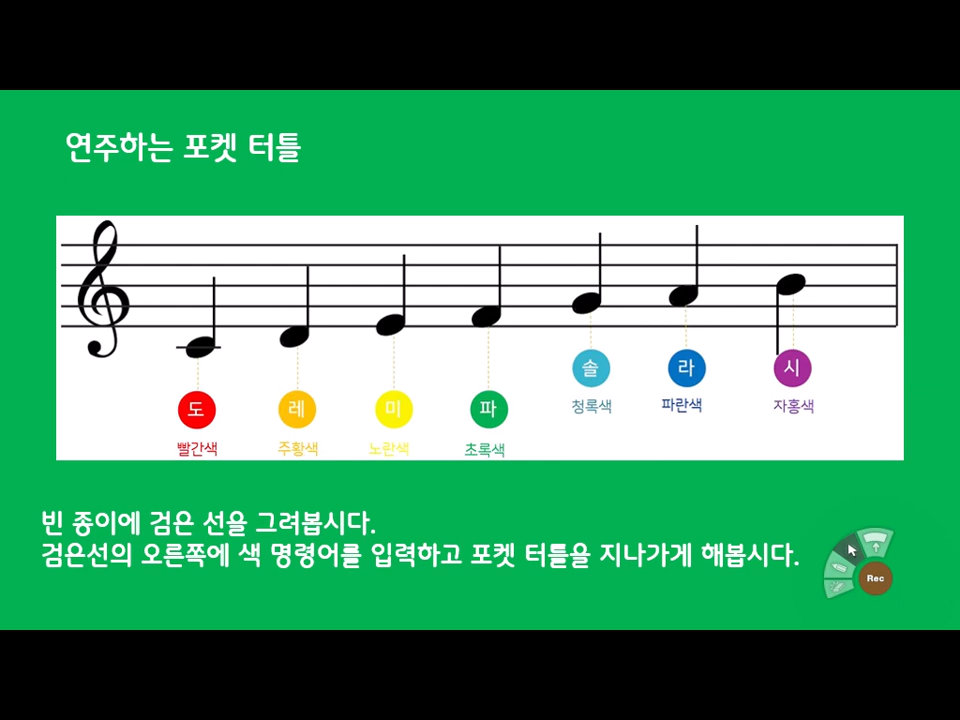 연주하는 포켓 터틀
도 레 미 파 솔 라 시
빨간색 주황색 노란색 초록색 청록색 파란색 자홍색
빈 종이에 검은 선을 그려봅시다.
검은선의 오른쪽에 색 명령어를 입력하고 포켓 터틀을 지나가게 해봅시다.
Rec